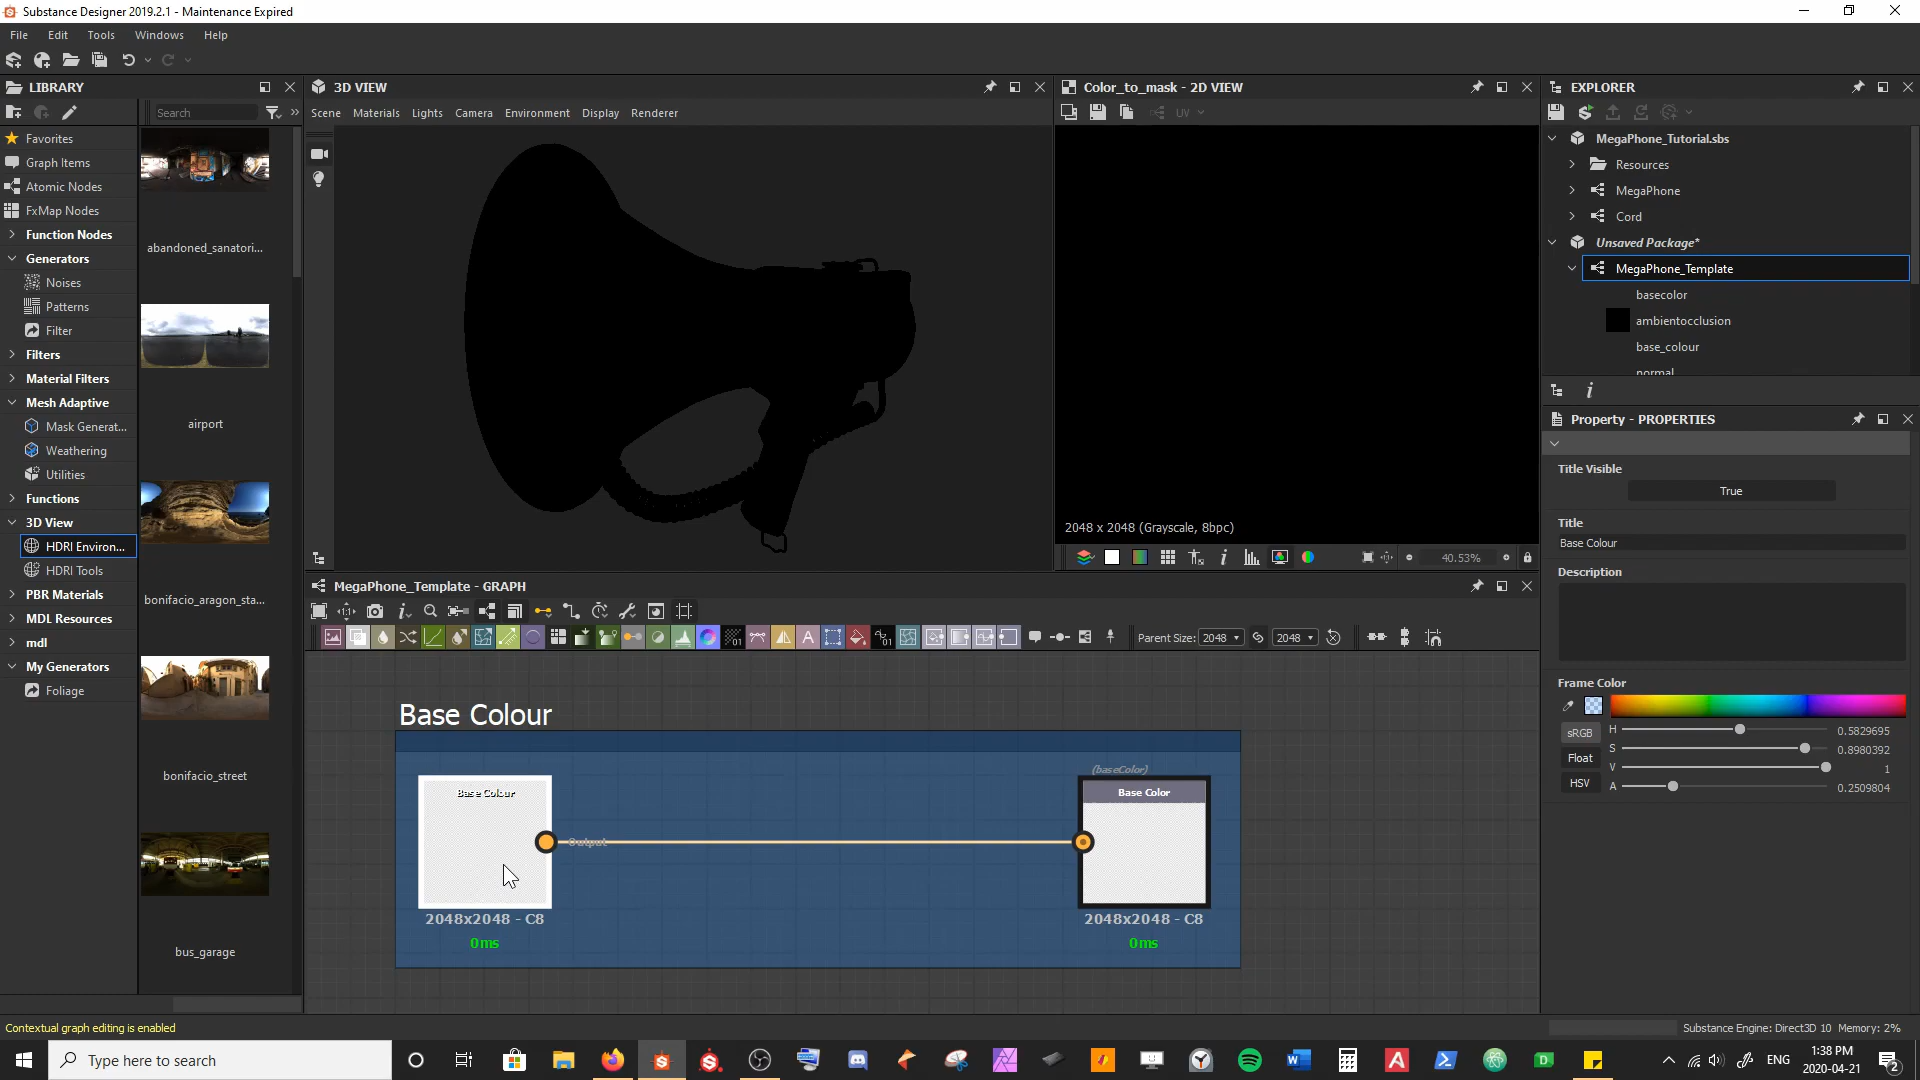 Substance Designer 2019.2.1 - Maintenance Expired
File Edit Tools Windows Help
LIBRARY
Search
Favorites
Graph Items
Atomic Nodes
FxMap Nodes
Function Nodes
Generators
Noises
Patterns
Filter
Filters
Material Filters
Mesh Adaptive
Mask Generat...
Weathering
Utilities
Functions
3D View
HDRI Environ...
HDRI Tools
PBR Materials
MDL Resources
mdl
My Generators
Foliage
abandoned_sanatori...
airport
bonifacio_aragon_sta...
bonifacio_street
bus_garage
3D VIEW
Scene Materials Lights Camera Environment Display Renderer
Color_to_mask - 2D VIEW
UV
2048 x 2048 (Grayscale, 8bpc)
40.53%
MegaPhone_Template - GRAPH
Parent Size: 2048 2048
Base Colour
Base Colour
Output
2048x2048 - C8
0ms
(baseColor)
Base Color
2048x2048 - C8
0ms
EXPLORER
MegaPhone_Tutorial.sbs
Resources
MegaPhone
Cord
Unsaved Package*
MegaPhone_Template
basecolor
ambientocclusion
base_colour
normal
Property - PROPERTIES
Title Visible
True
Title
Base Colour
Description
Frame Color
sRGB
Float
HSV
H 0.5829695
S 0.8980392
V 1
A 0.2509804
Contextual graph editing is enabled
Substance Engine: Direct3D 10 Memory: 2%
Type here to search
ENG
1:38 PM
2020-04-21
2